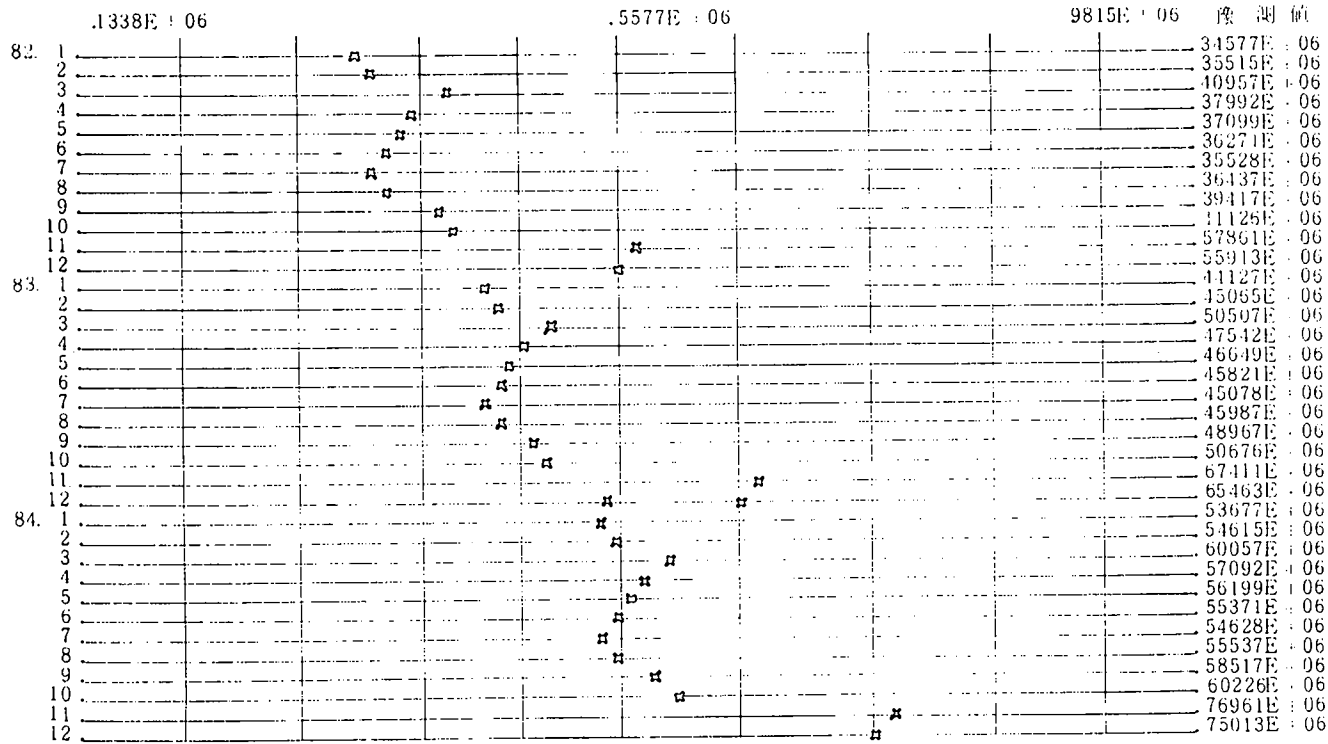 .1338E+06 .5577E+06 9815E+06 豫測値
82. 1 34577E+06
2 35515E+06
3 40957E+06
4 37992E+06
5 37099E+06
6 36271E+06
7 35528E+06
8 36437E+06
9 39417E+06
10 11126E+06
11 57861E+06
12 55913E+06
83. 1 44127E+06
2 45065E+06
3 50507E+06
4 47542E+06
5 46649E+06
6 45821E+06
7 45078E+06
8 45987E+06
9 48967E+06
10 50676E+06
11 67411E+06
12 65463E+06
84. 1 53677E+06
2 54615E+06
3 60057E+06
4 57092E+06
5 56199E+06
6 .55371E+06
7 .54628E+06
8 .55537E+06
9 .58517E+06
10 60226E+06
11 .76961E+06
12 .75013E+06